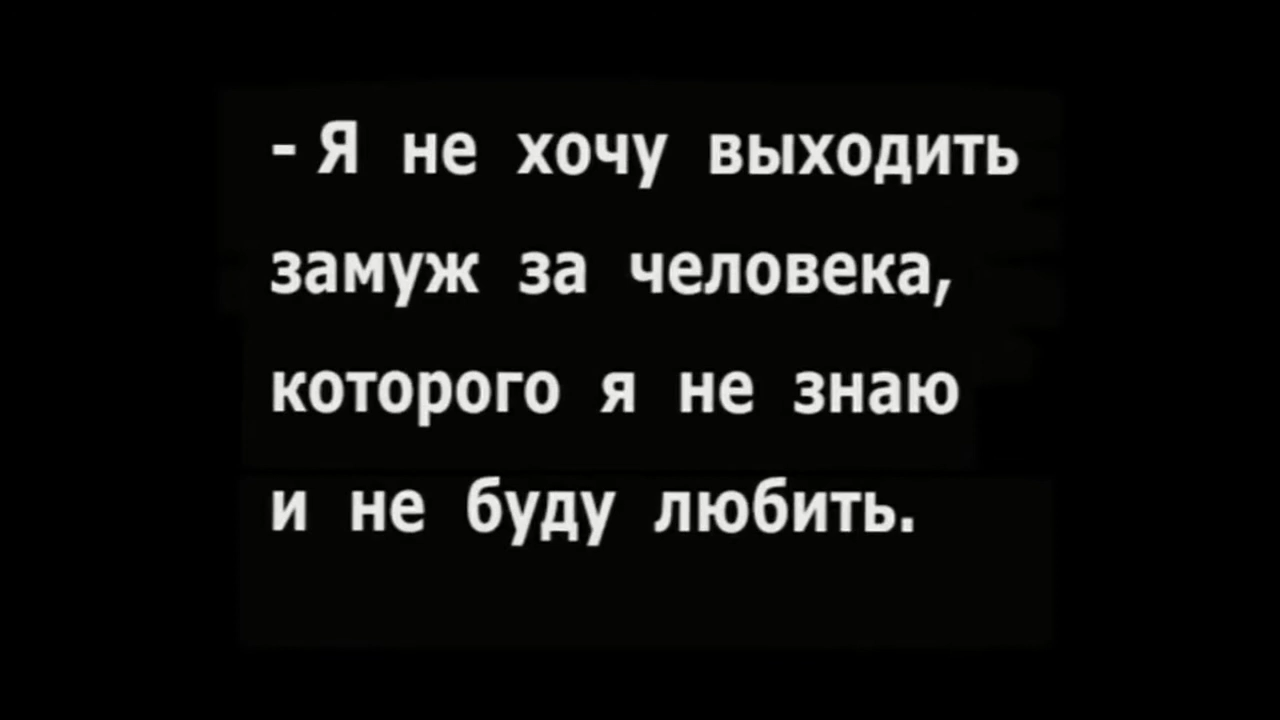 - Я не хочу выходить
замуж за человека,
которого я не знаю
и не буду любить.